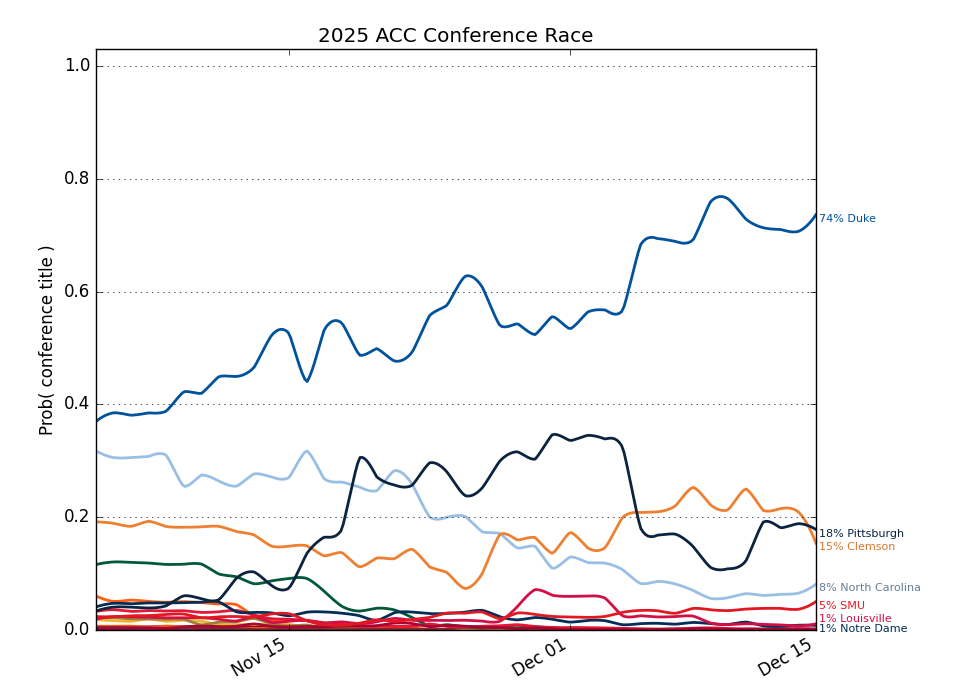 2025 ACC Conference Race
Prob( conference title )
1.0
0.8
0.6
0.4
0.2
0.0
Nov 15
Dec 01
Dec 15
74% Duke
18% Pittsburgh
15% Clemson
8% North Carolina
5% SMU
1% Louisville
1% Notre Dame